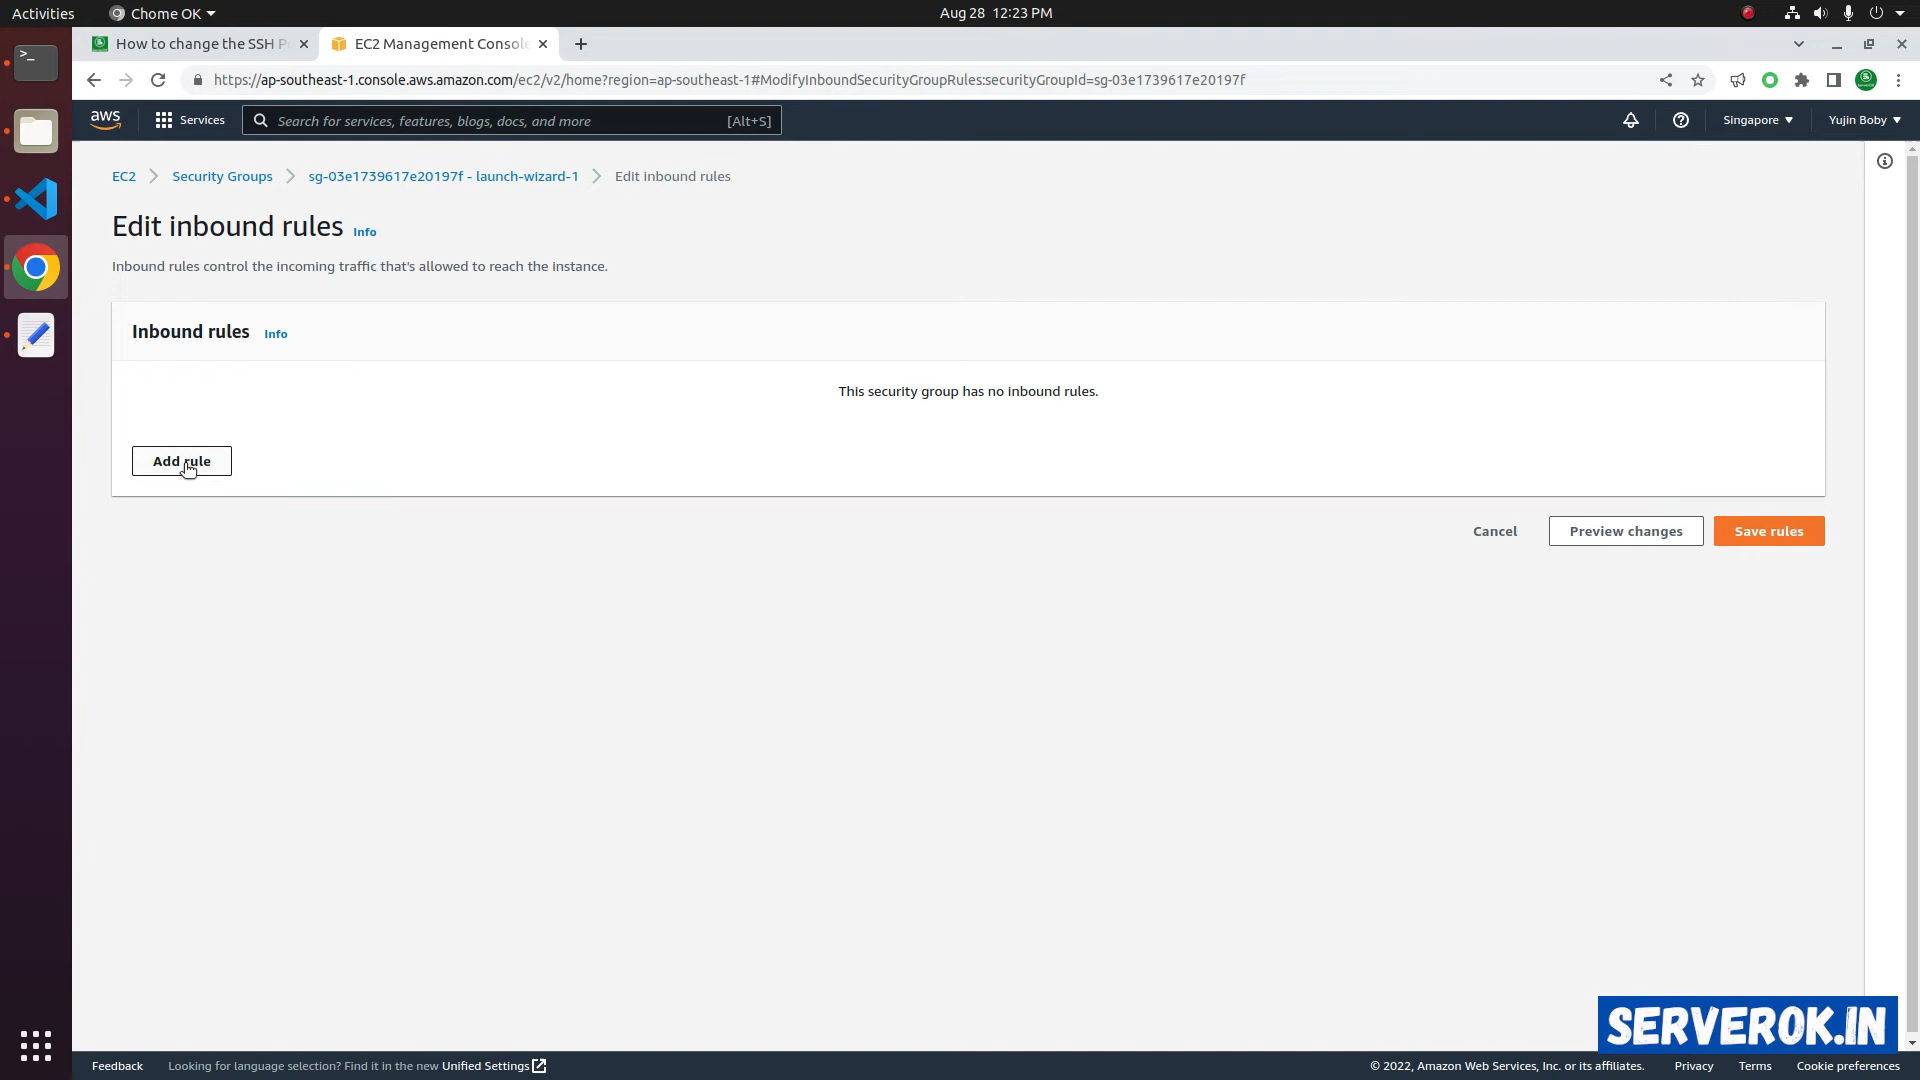 Activities
Chome OK
Aug 28 12:23 PM
How to change the SSH P
EC2 Management Consol
https://ap-southeast-1.console.aws.amazon.com/ec2/v2/home?region=ap-southeast-1#ModifyInboundSecurityGroupRules:securityGroupId=sg-03e1739617e20197f
aws
Services
Search for services, features, blogs, docs, and more
[Alt+S]
Singapore
Yujin Boby
EC2
Security Groups
sg-03e1739617e20197f - launch-wizard-1
Edit inbound rules
Edit inbound rules Info
Inbound rules control the incoming traffic that's allowed to reach the instance.
Inbound rules Info
This security group has no inbound rules.
Add rule
Cancel
Preview changes
Save rules
SERVEROK.IN
Feedback
Looking for language selection? Find it in the new Unified Settings
© 2022, Amazon Web Services, Inc. or its affiliates.
Privacy
Terms
Cookie preferences